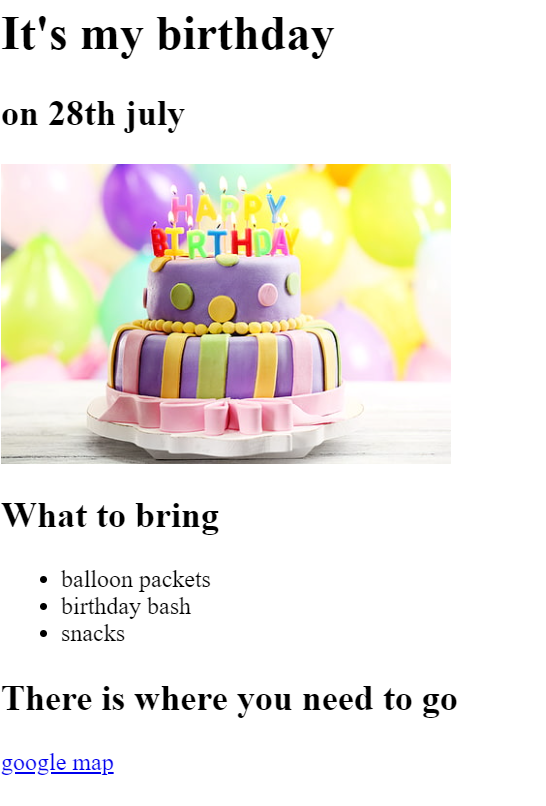 It's my birthday
on 28th july
HAPPY
BIRTHDAY
What to bring
balloon packets
birthday bash
snacks
There is where you need to go
google map